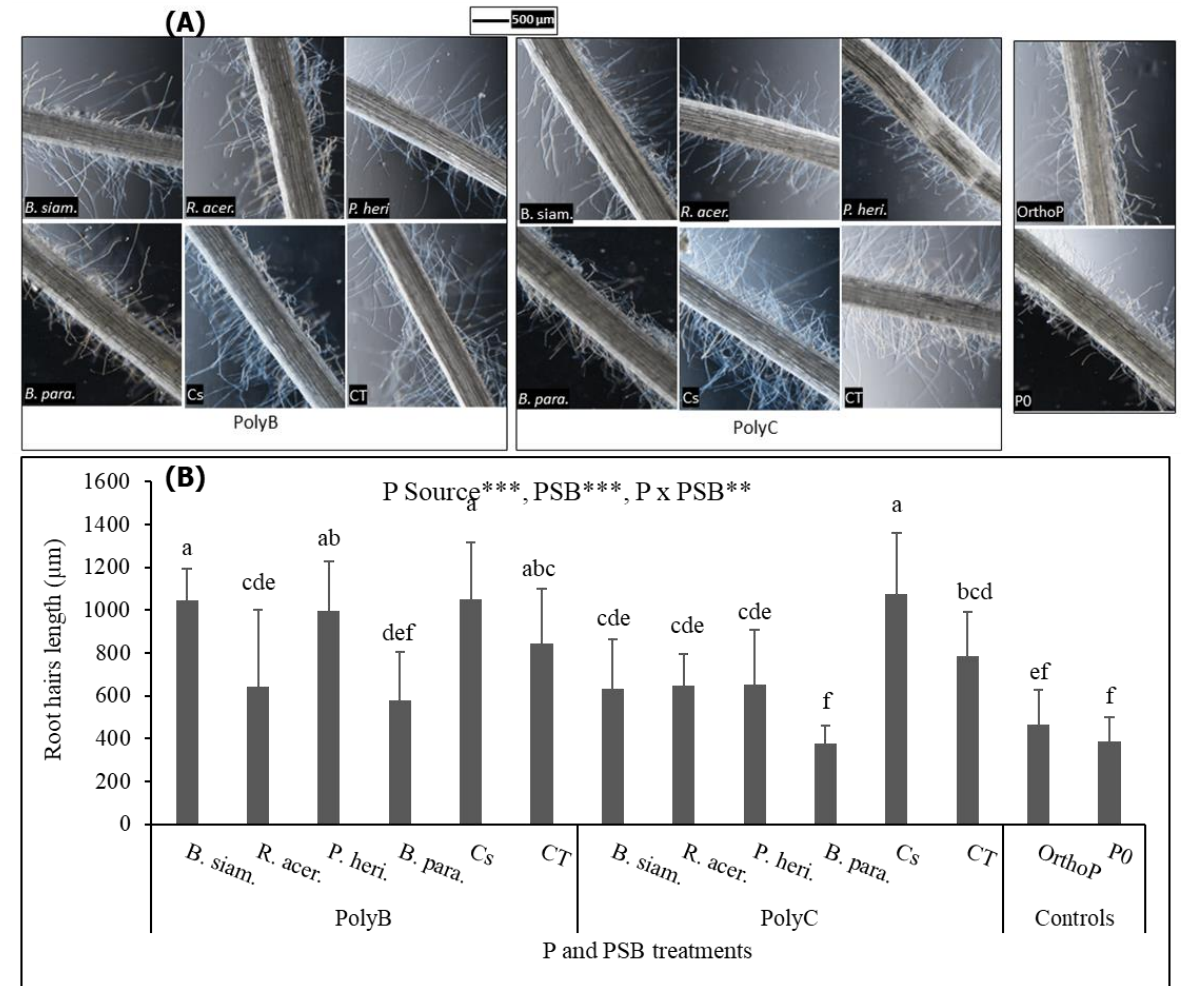 (A)
500 µm
B. siam.
R. acer.
P. heri
B. siam.
R. acer.
P. heri.
OrthoP
B. para.
Cs
CT
B. para.
Cs
CT
P0
PolyB
PolyC
(B)
P Source***, PSB***, P x PSB**
Root hairs length (µm)
1600
1400
1200
1000
800
600
400
200
0
a
cde
ab
def
a
abc
cde
cde
cde
f
a
bcd
ef
f
B. siam.
R. acer.
P. heri.
B. para.
Cs
CT
B. siam.
R. acer.
P. heri.
B. para.
Cs
CT
OrthoP
P0
PolyB
PolyC
Controls
P and PSB treatments